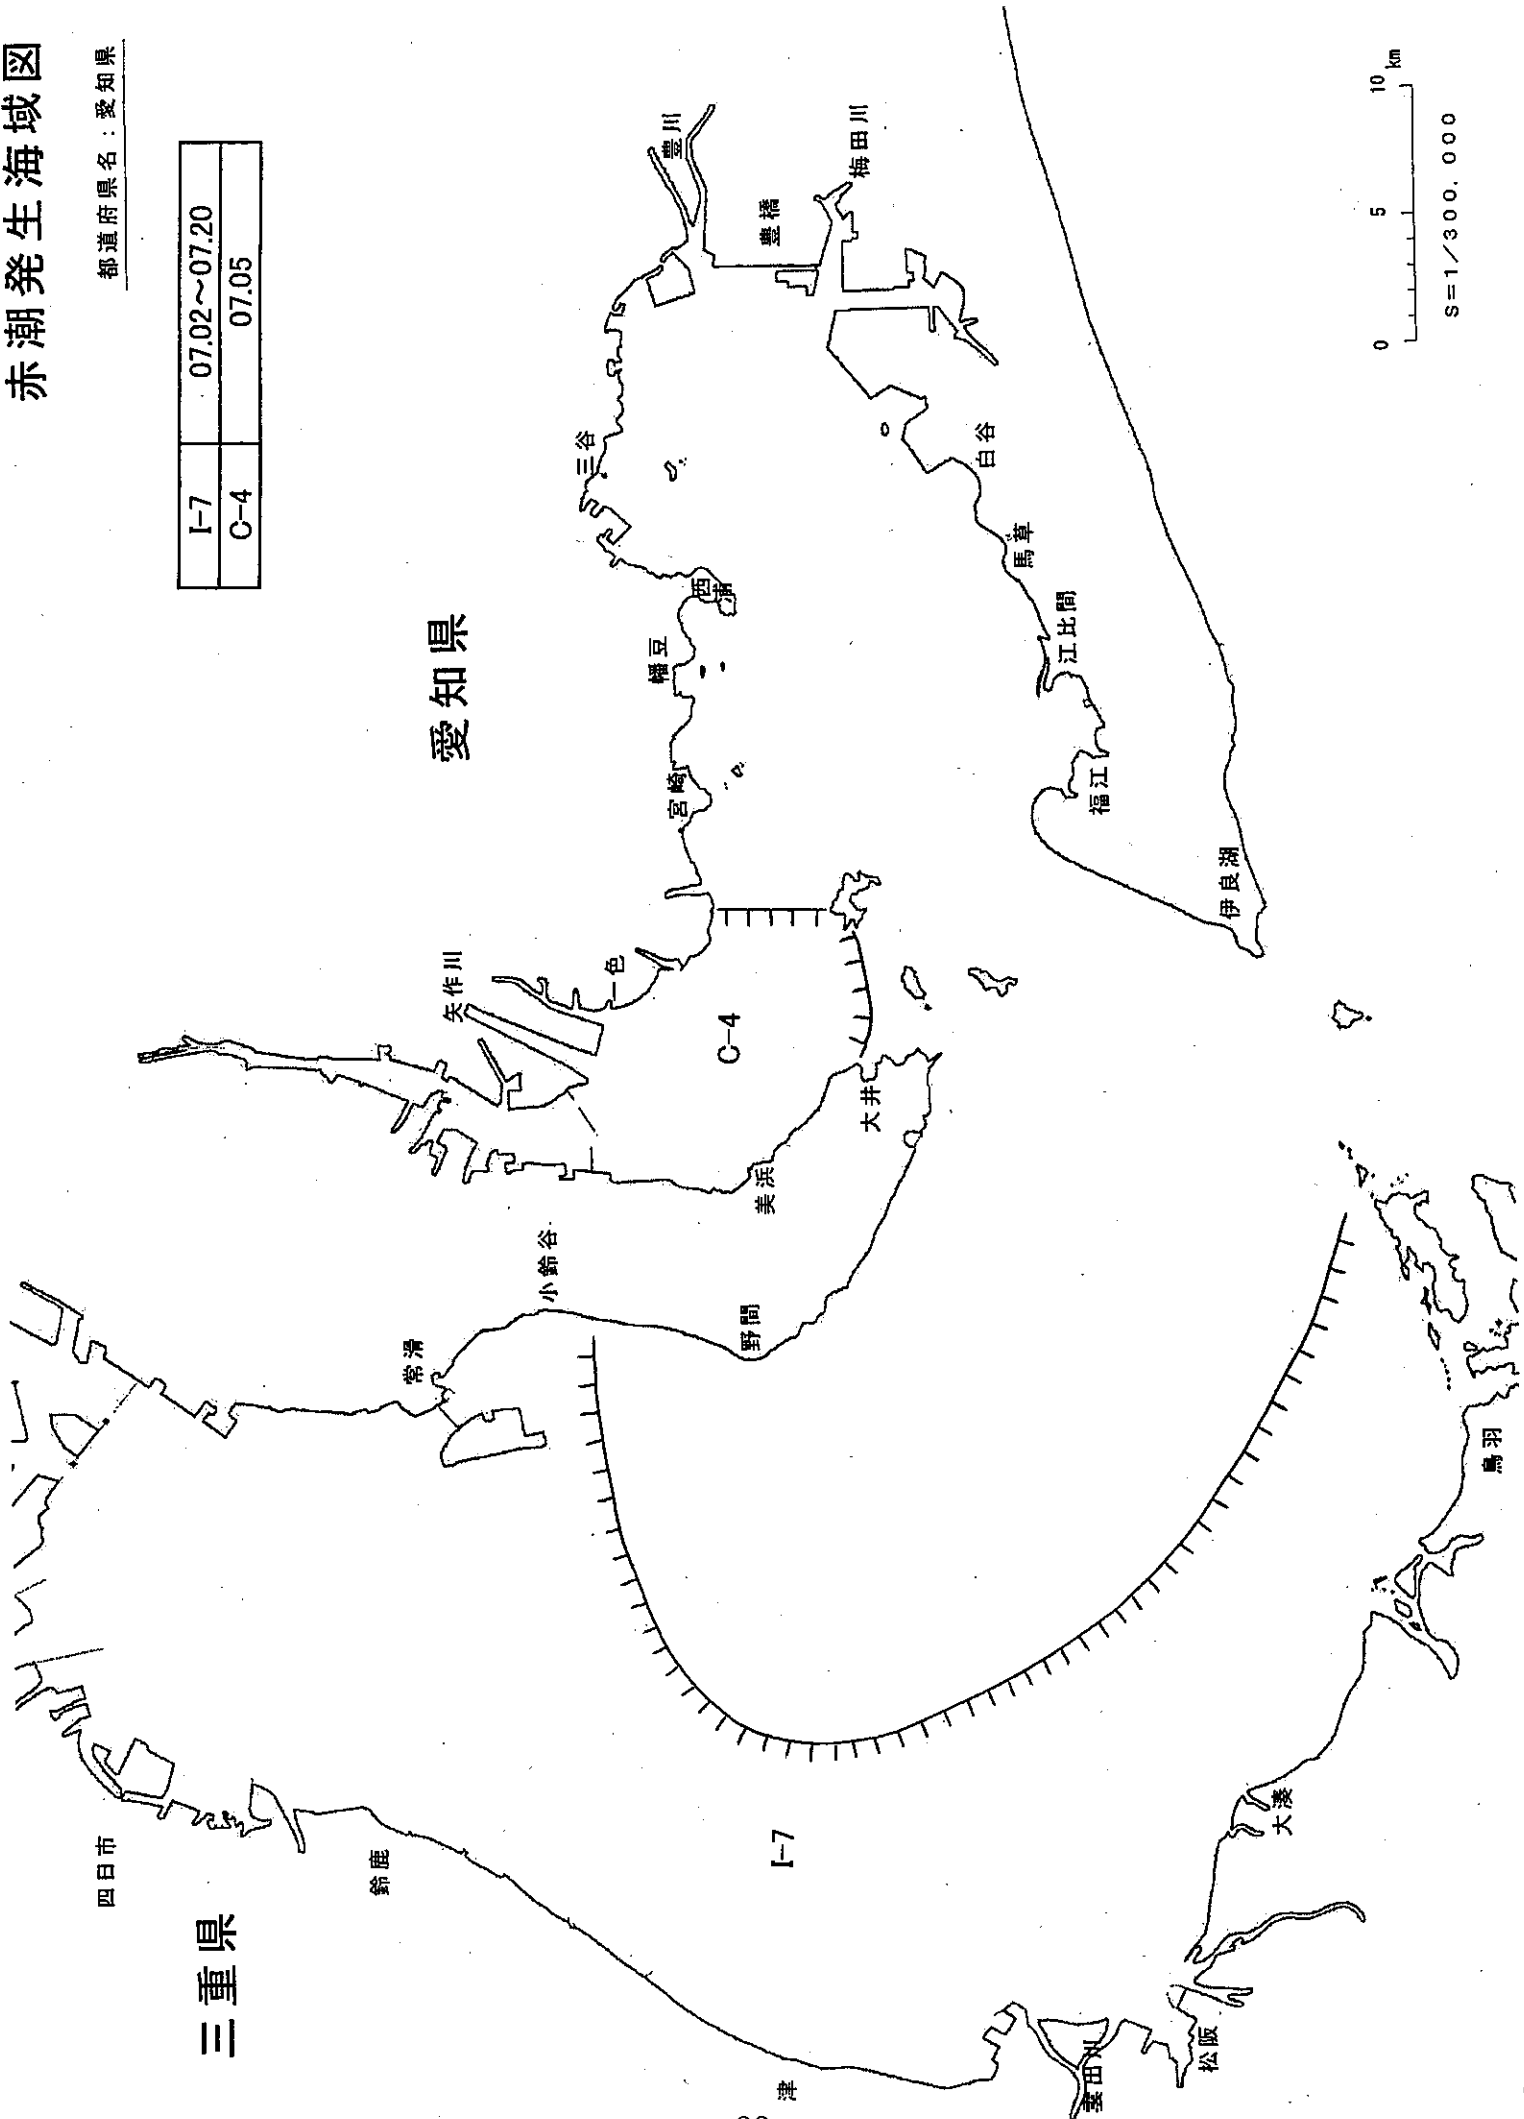 赤潮発生海域図
都道府県名：愛知県
I-7 07.02～07.20
C-4 07.05
愛知県
三重県
豊川
豊橋
梅田川
三谷
西浦
幡豆
宮崎
一色
矢作川
白谷
馬草
江比間
福江
伊良湖
C-4
大井
美浜
小鈴谷
野間
常滑
四日市
鈴鹿
I-7
津
雲出川
松阪
大湊
鳥羽
0 5 10 km
S=1/300,000